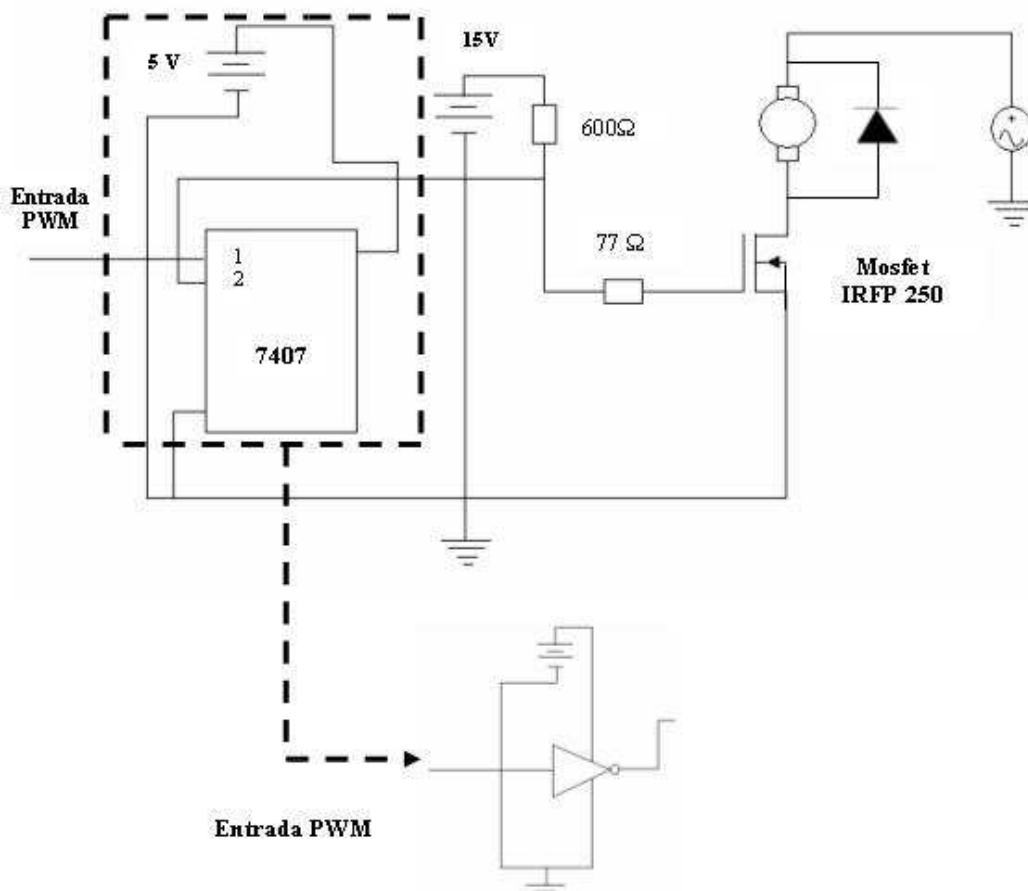 15V
5 V
600Ω
Entrada
PWM
1
2
77 Ω
Mosfet
IRFP 250
7407
Entrada PWM